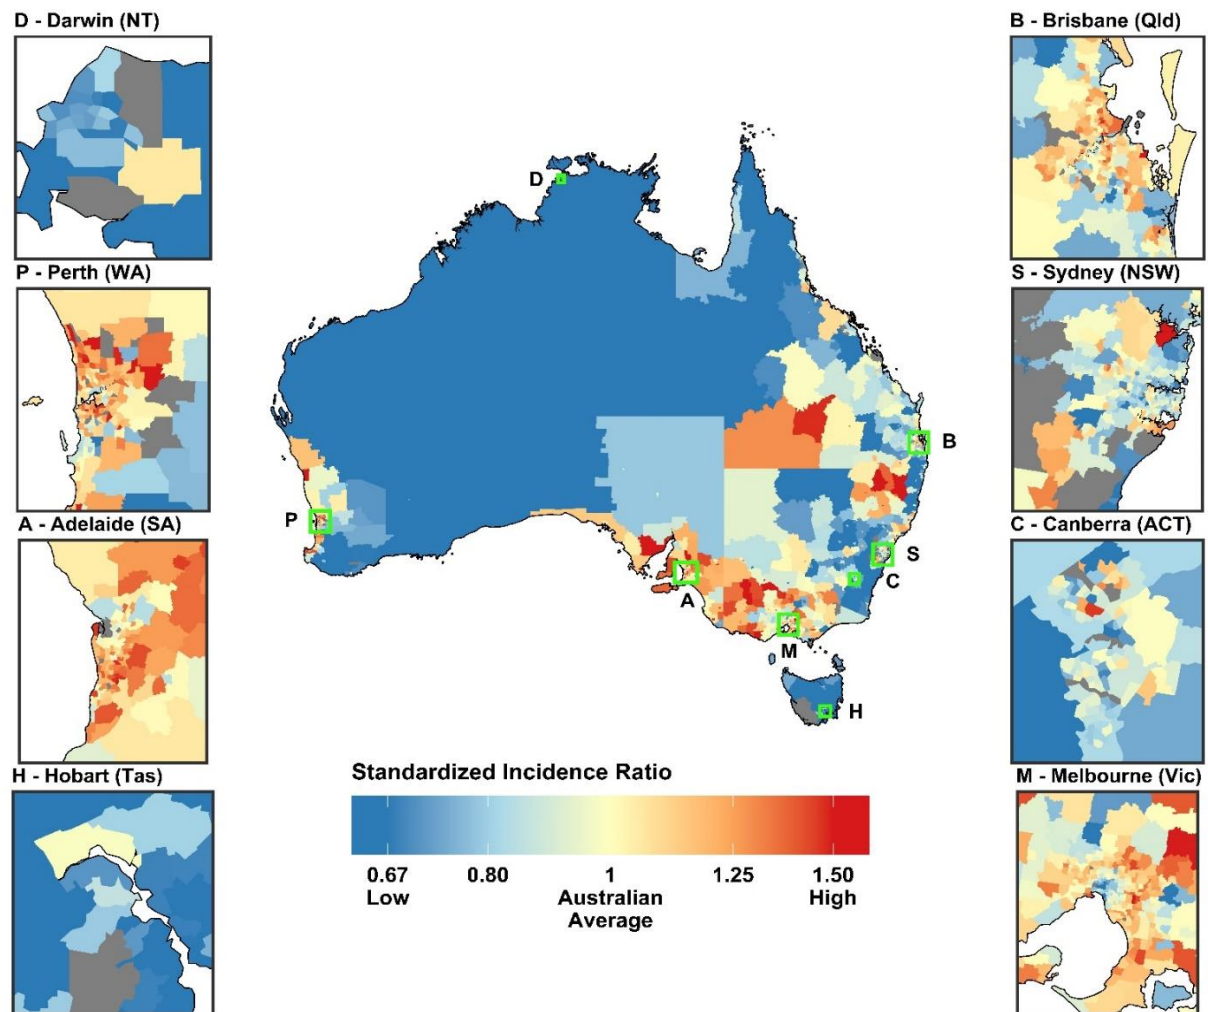 D - Darwin (NT)
B - Brisbane (Qld)
P - Perth (WA)
S - Sydney (NSW)
A - Adelaide (SA)
C - Canberra (ACT)
H - Hobart (Tas)
M - Melbourne (Vic)
D
B
P
S
C
A
M
H
Standardized Incidence Ratio
0.67 0.80 1 1.25 1.50
Low Australian High
Average